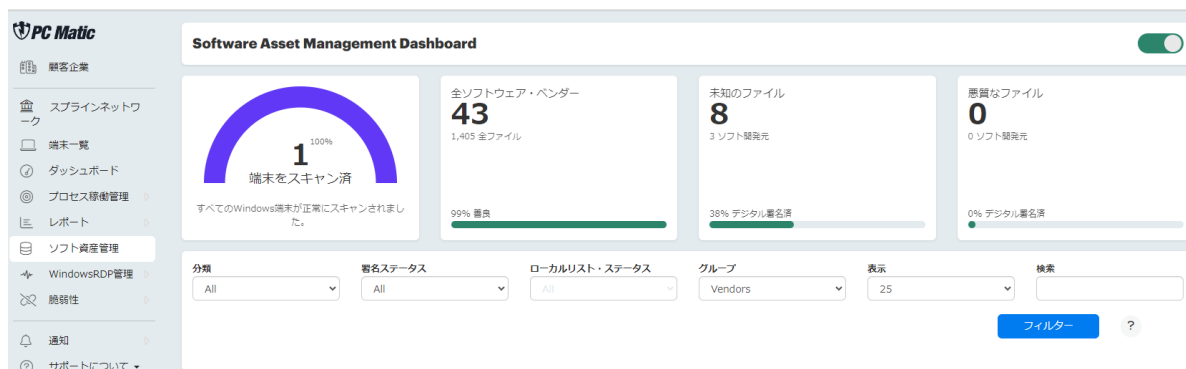 PC Matic
顧客企業
スプラインネットワ
ーク
端末一覧
ダッシュボード
プロセス稼働管理
レポート
ソフト資産管理
WindowsRDP管理
脆弱性
通知
サポートについて
Software Asset Management Dashboard
100%
1
端末をスキャン済
すべてのWindows端末が正常にスキャンされまし
た。
全ソフトウェア・ベンダー
43
1,405 全ファイル
99% 善良
未知のファイル
8
3 ソフト開発元
38% デジタル署名済
悪質なファイル
0
0 ソフト開発元
0% デジタル署名済
分類
All
署名ステータス
All
ローカルリスト・ステータス
All
グループ
Vendors
表示
25
検索
フィルター
?